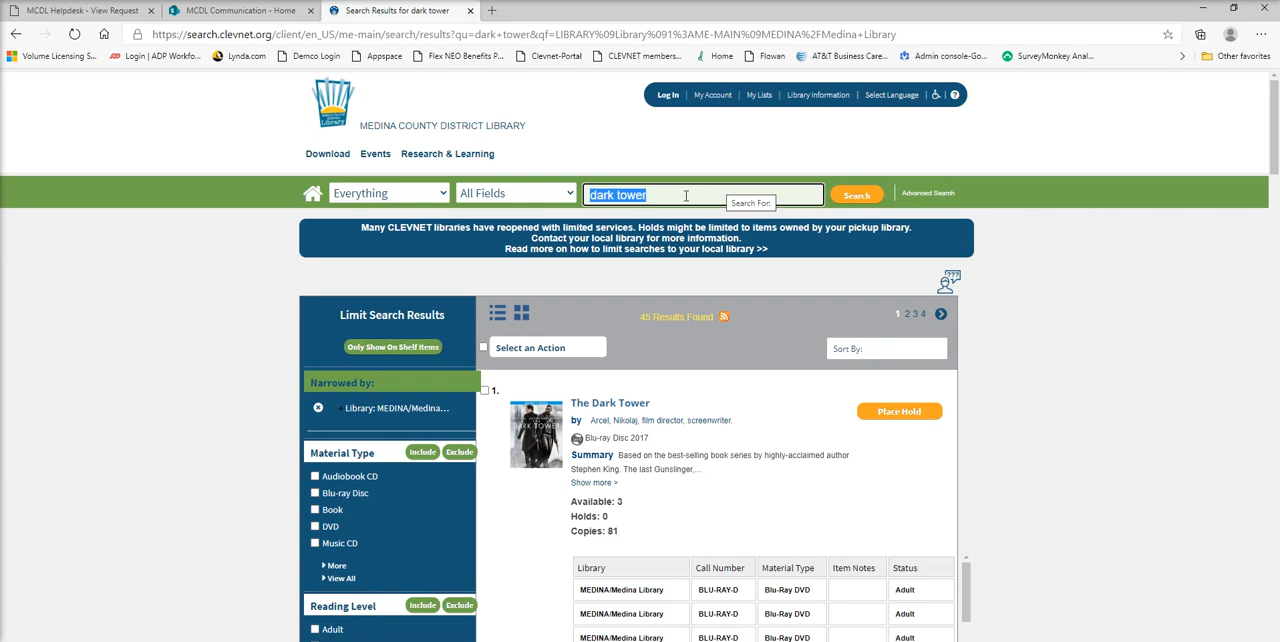 MCDL Helpdesk - View Request
MCDL Communication - Home
Search Results for dark tower
https://search.clevnet.org/client/en_US/me-main/search/results?qu=dark+tower&qf=LIBRARY%09Library%091%3AME-MAIN%09MEDINA%2FMedina+Library
Volume Licensing S... Login | ADP Workfo... Lynda.com Demo Login Appspace Flex NEO Benefits P... Clevnet-Portal CLEVNET members... Home Flowan AT&T Business Care... Admin console-Go... SurveyMonkey Anal... Other favorites
MEDINA COUNTY DISTRICT LIBRARY
Log In | My Account | My Lists | Library Information | Select Language
Download Events Research & Learning
Everything All Fields dark tower Search Advanced Search
Search For:
Many CLEVNET libraries have reopened with limited services. Holds might be limited to items owned by your pickup library.
Contact your local library for more information.
Read more on how to limit searches to your local library >>
Limit Search Results
Only Show On Shelf Items
Narrowed by:
Library: MEDINA/Medina...
Material Type Include Exclude
Audiobook CD
Blu-ray Disc
Book
DVD
Music CD
More
View All
Reading Level Include Exclude
Adult
45 Results Found
1 2 3 4
Select an Action
Sort By:
1.
The Dark Tower
Place Hold
by Arcel, Nikolaj, film director, screenwriter.
Blu-ray Disc 2017
Summary Based on the best-selling book series by highly-acclaimed author
Stephen King. The last Gunslinger,...
Show more >
Available: 3
Holds: 0
Copies: 81
DARK TOWER
Library Call Number Material Type Item Notes Status
MEDINA/Medina Library BLU-RAY-D Blu-Ray DVD Adult
MEDINA/Medina Library BLU-RAY-D Blu-Ray DVD Adult
MEDINA/Medina Library BLU-RAY-D Blu-Ray DVD Adult